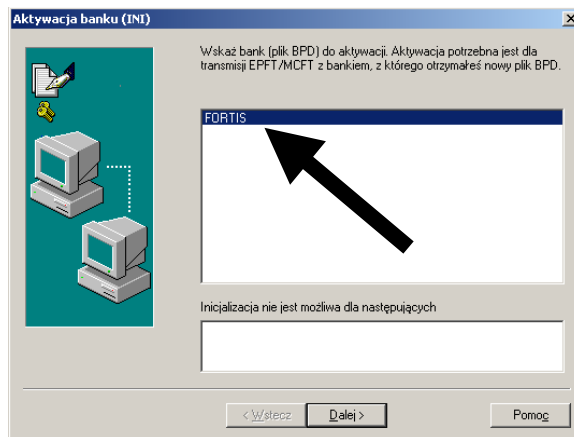 Aktywacja banku (INI)
Wskaż bank (plik BPD) do aktywacji. Aktywacja potrzebna jest dla
transmisji EPFT/MCFT z bankiem, z którego otrzymałeś nowy plik BPD.
FORTIS
Inicjalizacja nie jest możliwa dla następujących
< Wstecz
Dalej >
Pomoc